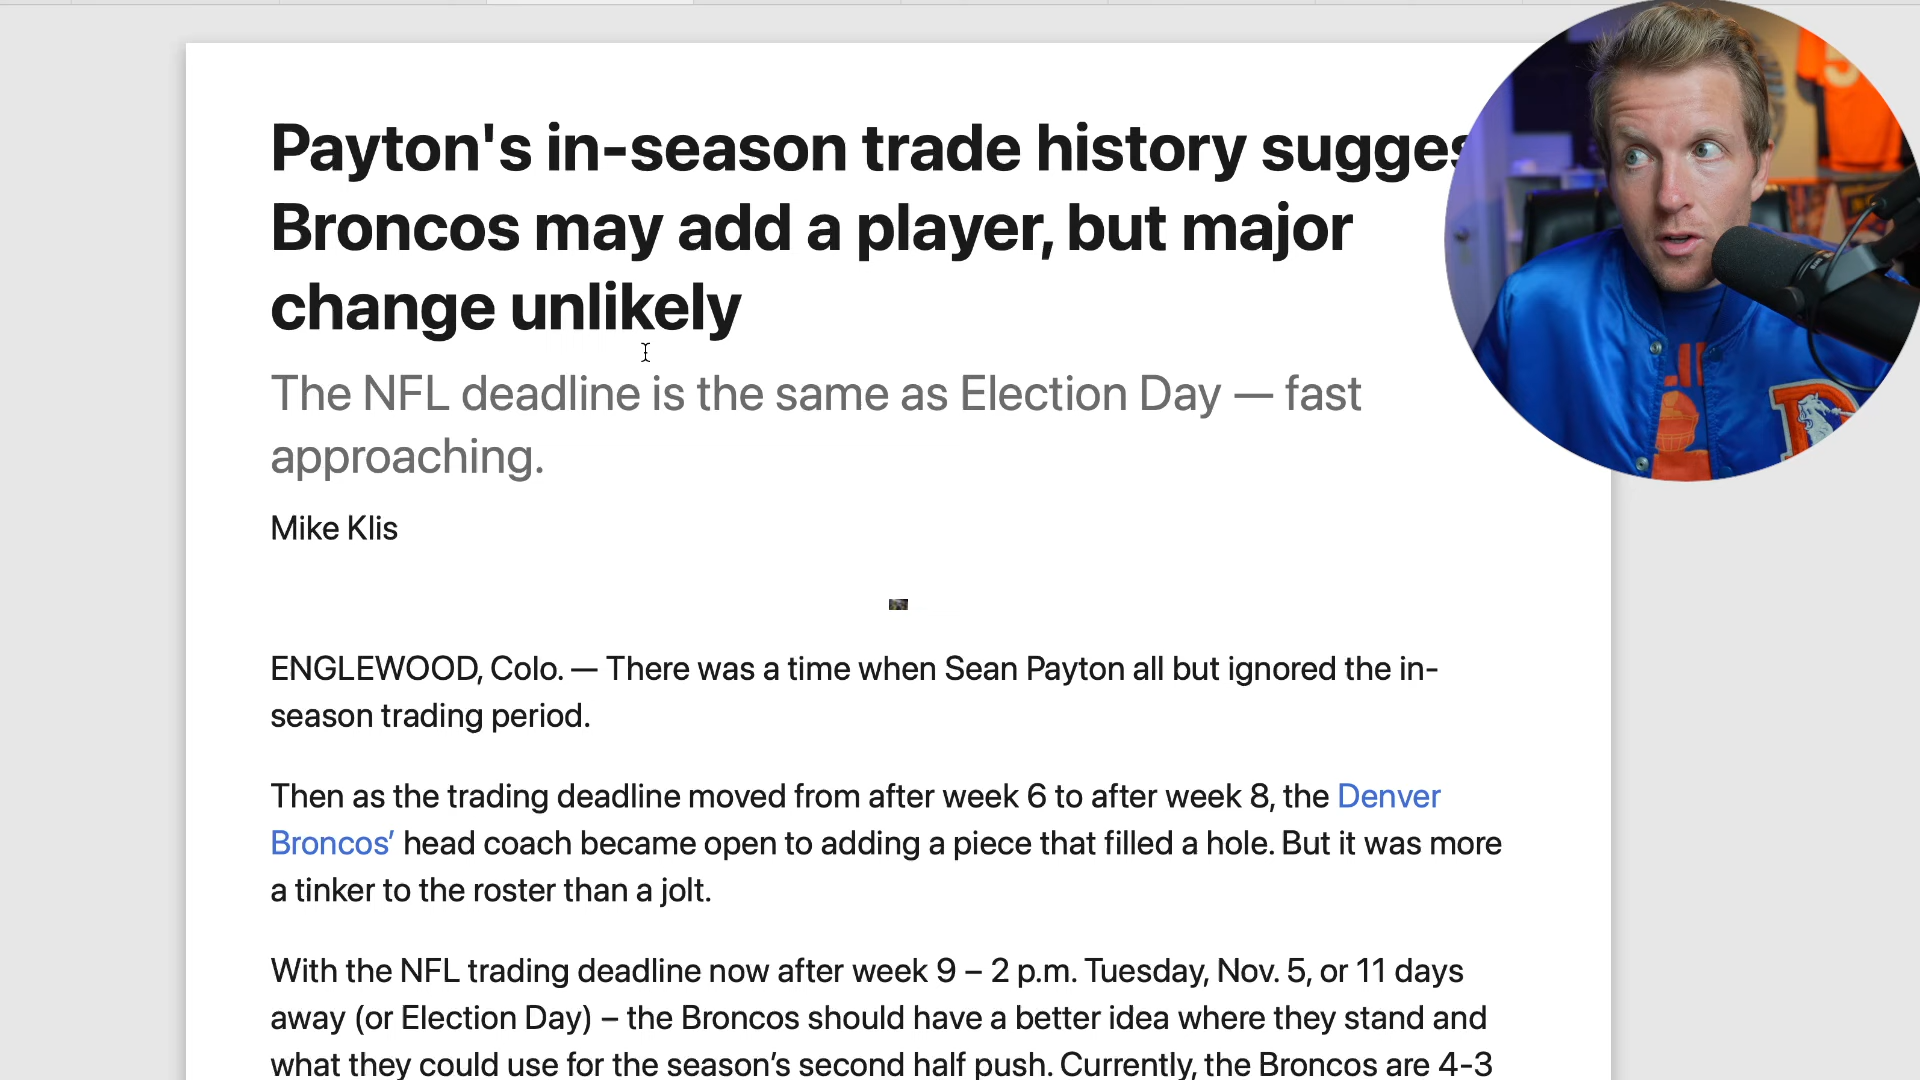 Payton's in-season trade history
Broncos may add a player, but major
change unlikely
The NFL deadline is the same as Election Day — fast
approaching.
Mike Klis
ENGLEWOOD, Colo. — There was a time when Sean Payton all but ignored the in-
season trading period.
Then as the trading deadline moved from after week 6 to after week 8, the Denver
Broncos’ head coach became open to adding a piece that filled a hole. But it was more
a tinker to the roster than a jolt.
With the NFL trading deadline now after week 9 – 2 p.m. Tuesday, Nov. 5, or 11 days
away (or Election Day) – the Broncos should have a better idea where they stand and
what they could use for the season’s second half push. Currently, the Broncos are 4-3